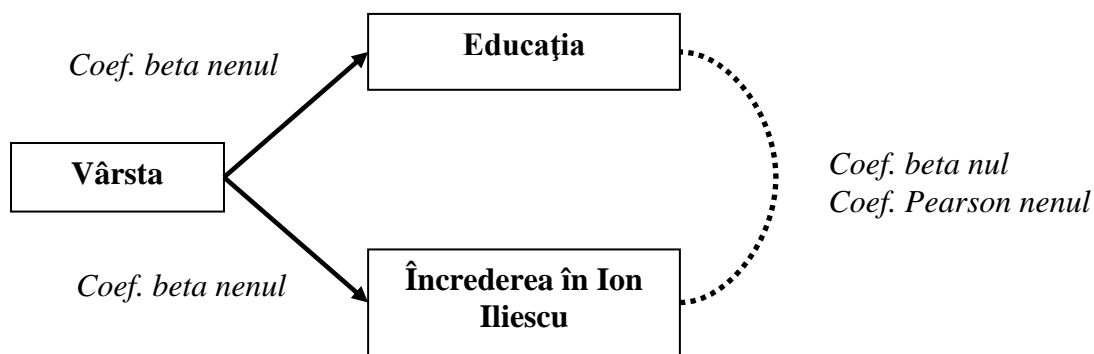 Educaţia
Coef. beta nenul
Vârsta
Coef. beta nul
Coef. Pearson nenul
Coef. beta nenul
Încrederea în Ion
Iliescu